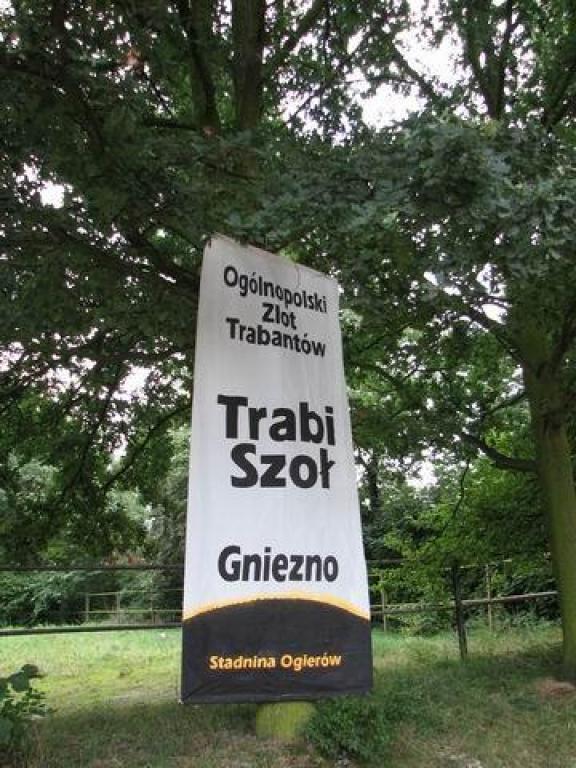 Ogólnopolski
Zlot
Trabantów
Trabi
Szoł
Gniezno
Stadnina Ogierów